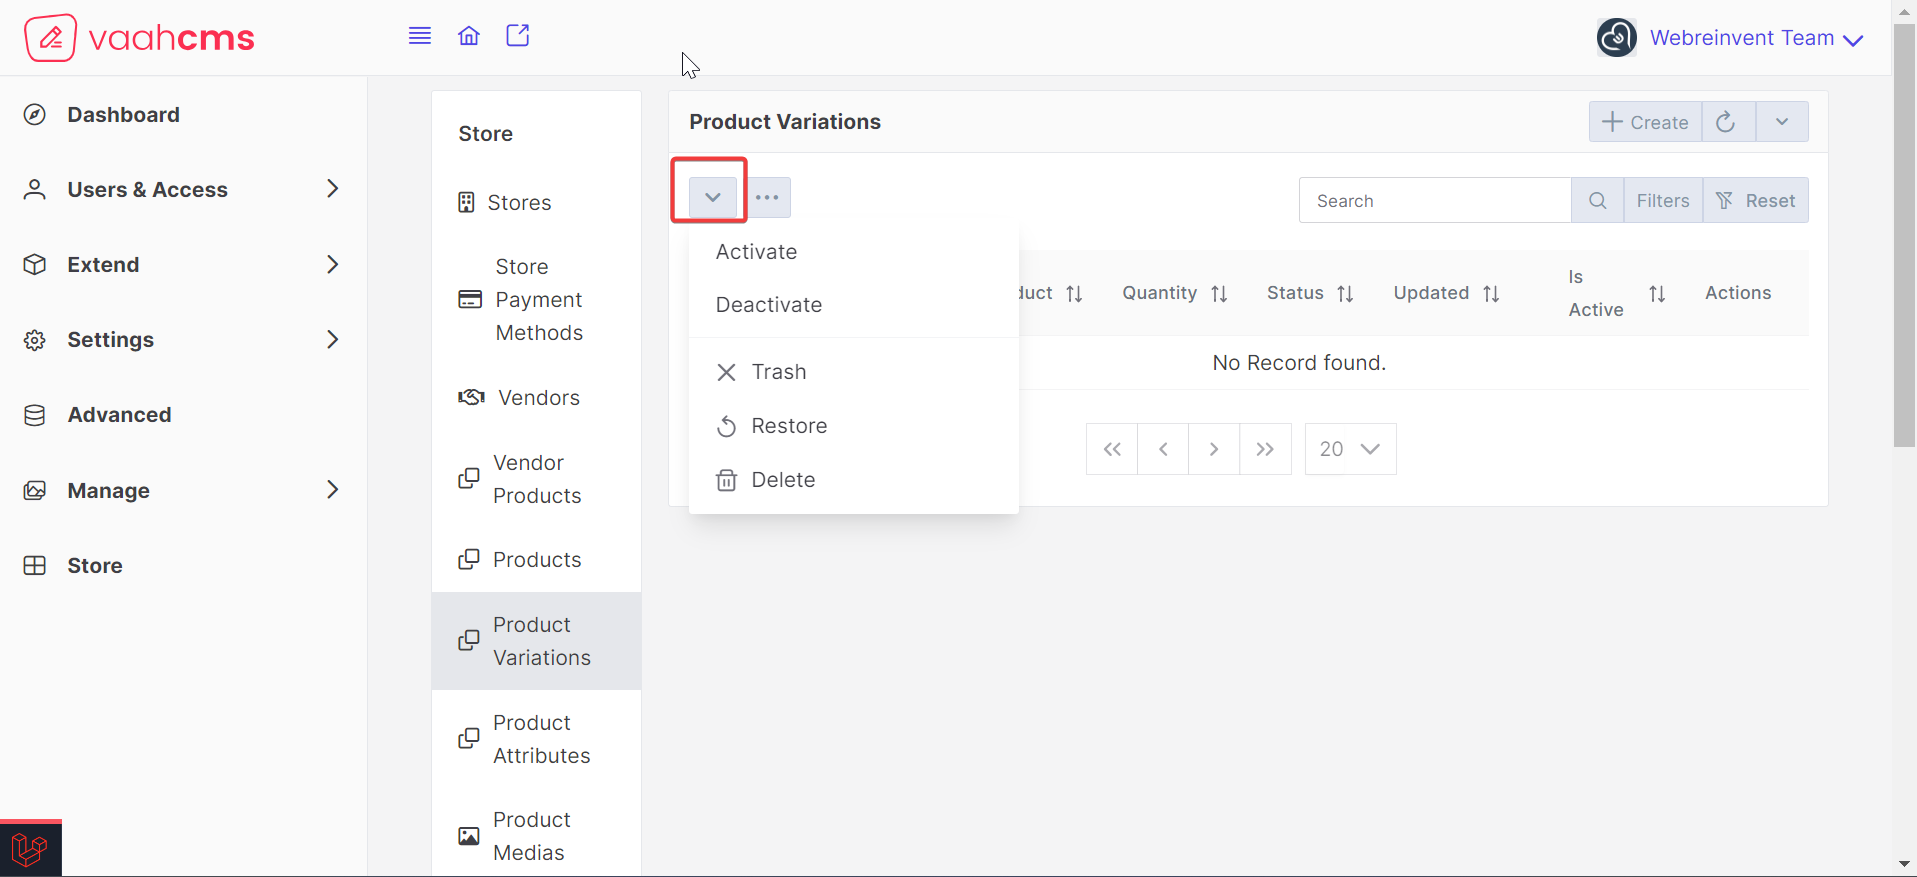 vaahcms
Webreinvent Team
Dashboard
Users & Access
Extend
Settings
Advanced
Manage
Store
Store
Stores
Store
Payment
Methods
Vendors
Vendor
Products
Products
Product
Variations
Product
Attributes
Product
Medias
Product Variations
Create
Search
Filters
Reset
Activate
Deactivate
Trash
Restore
Delete
duct
Quantity
Status
Updated
Is
Active
Actions
No Record found.
20